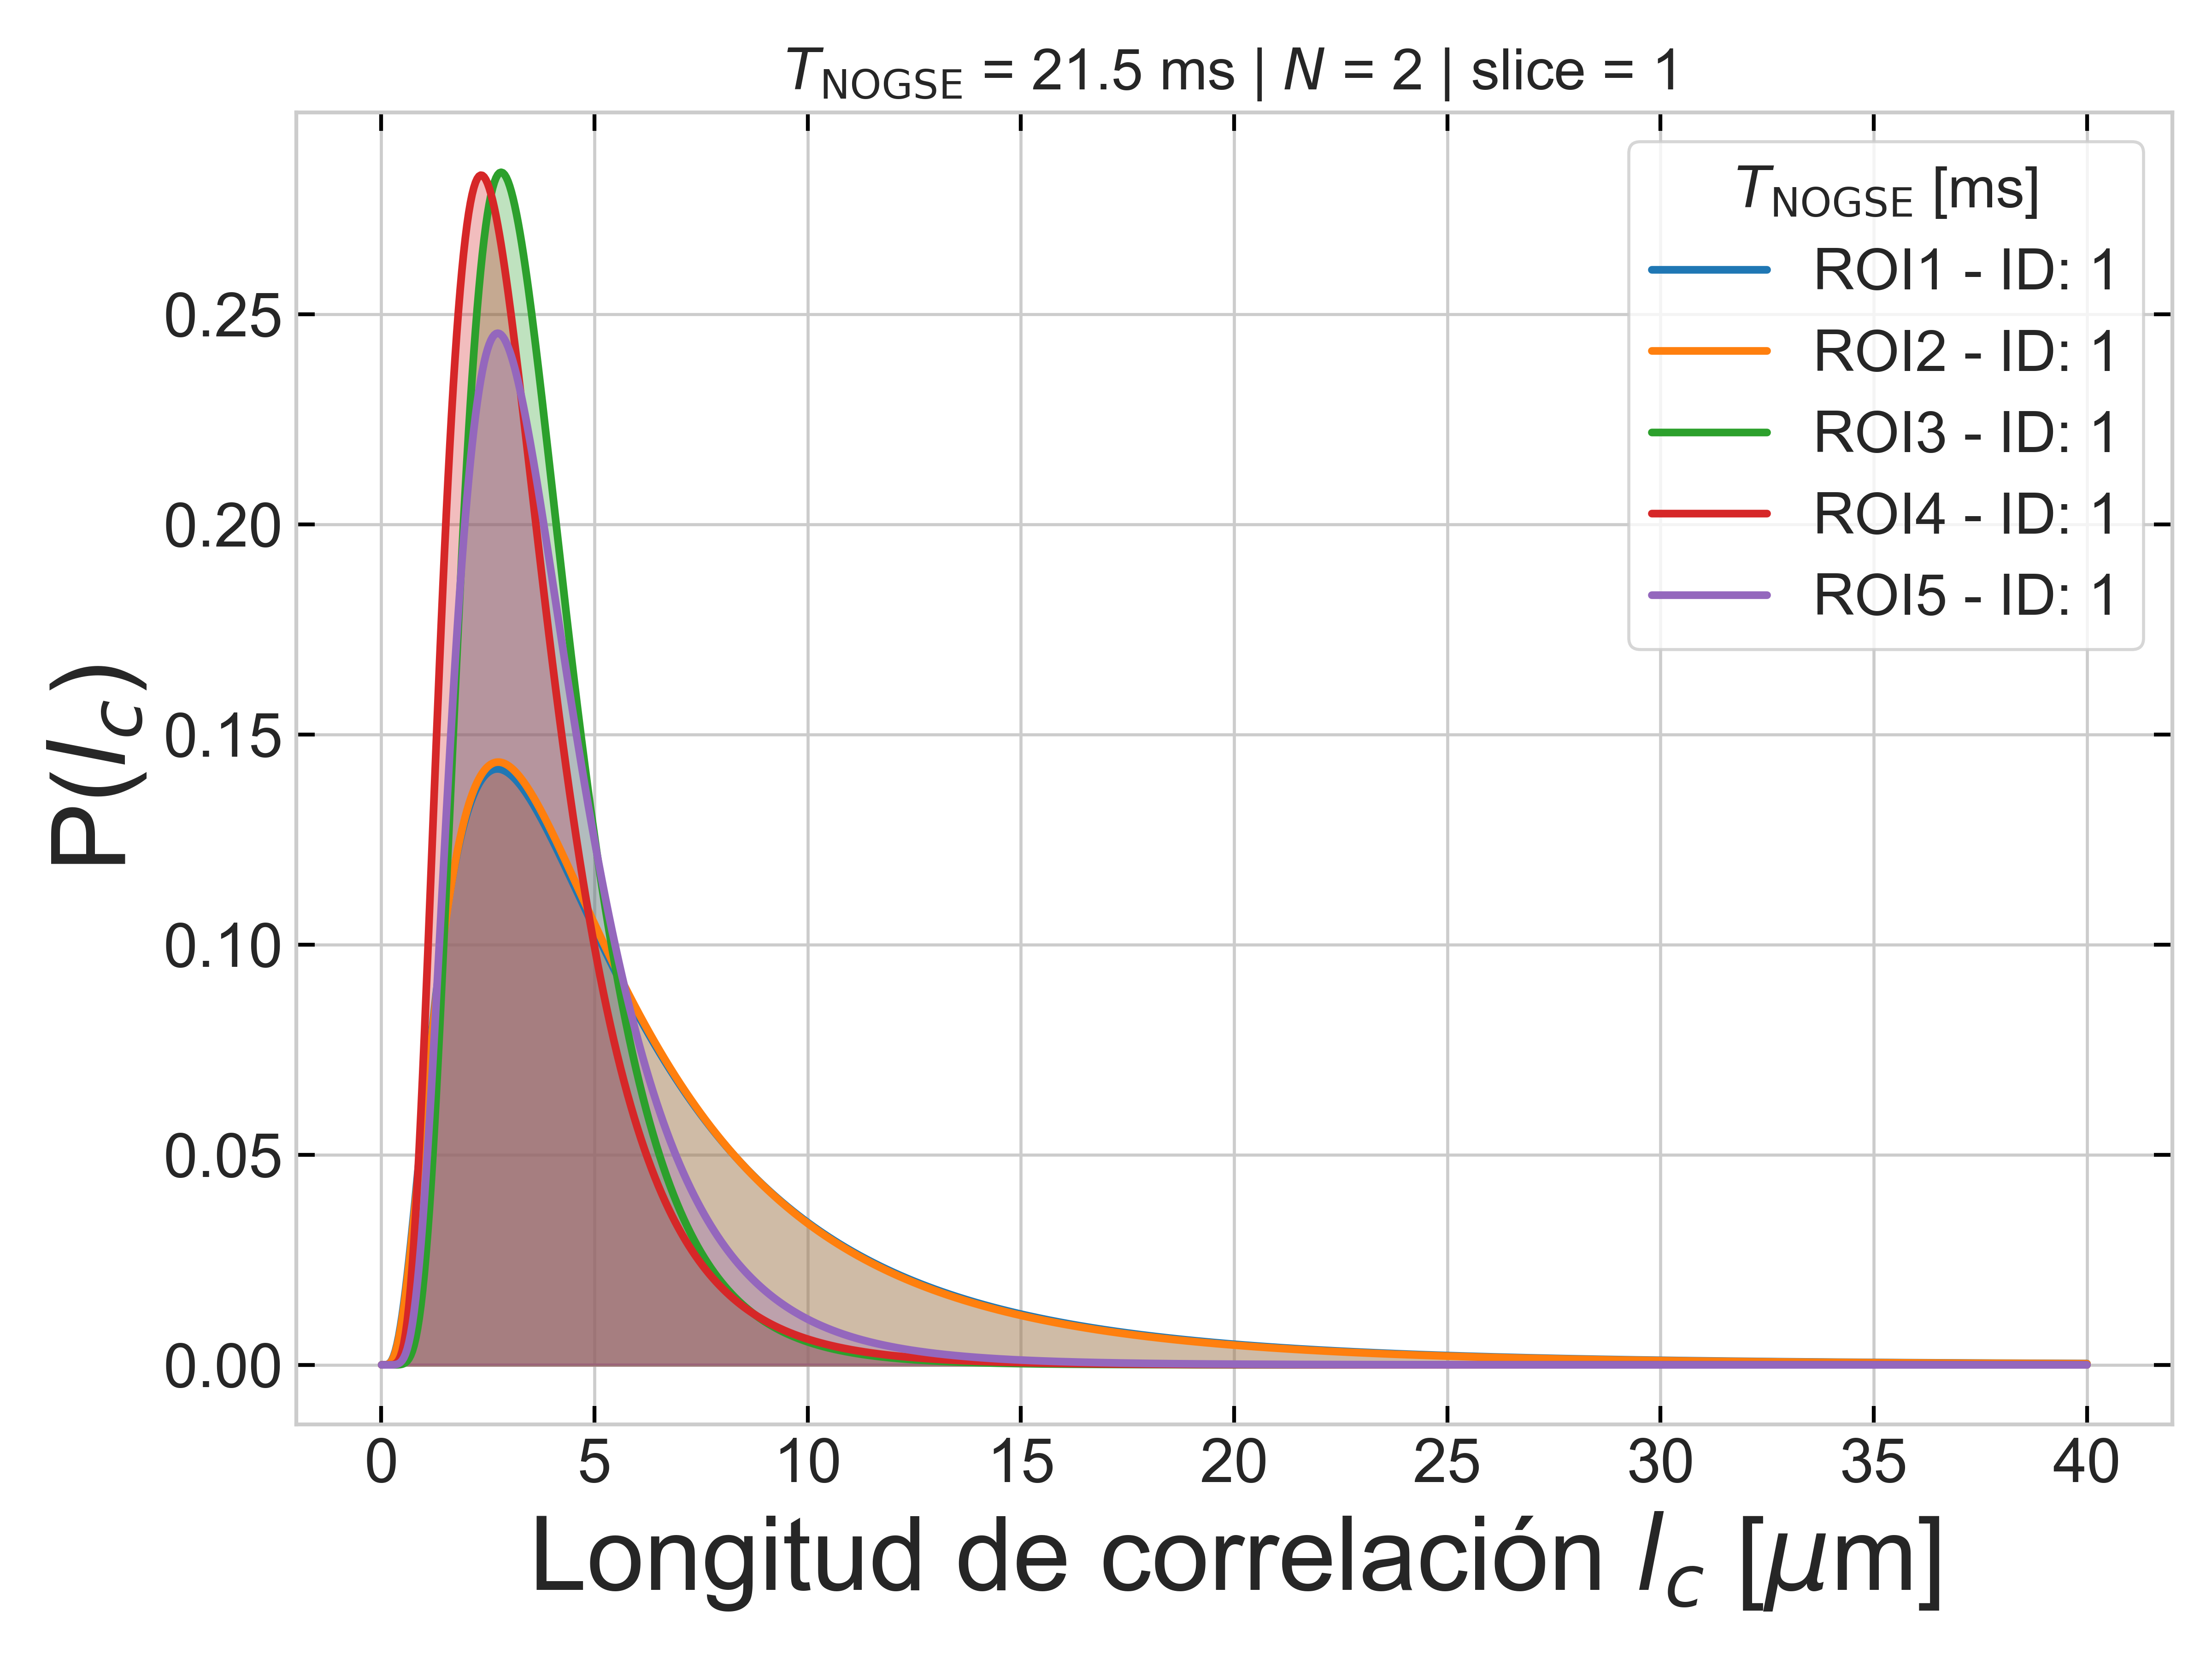 T_NOGSE = 21.5 ms | N = 2 | slice = 1
T_NOGSE [ms]
ROI1 - ID: 1
ROI2 - ID: 1
ROI3 - ID: 1
ROI4 - ID: 1
ROI5 - ID: 1
P(l_c)
0.25
0.20
0.15
0.10
0.05
0.00
0 5 10 15 20 25 30 35 40
Longitud de correlación l_c [μm]